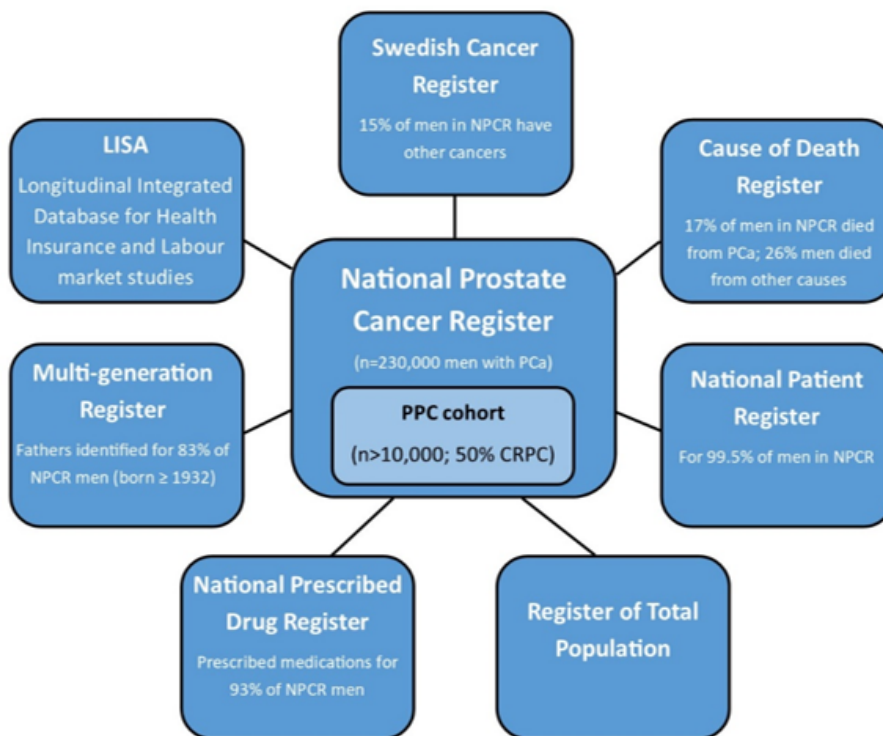 Swedish Cancer
Register
15% of men in NPCR have
other cancers
LISA
Longitudinal Integrated
Database for Health
Insurance and Labour
market studies
Cause of Death
Register
17% of men in NPCR died
from PCa; 26% men died
from other causes
National Prostate
Cancer Register
(n=230,000 men with PCa)
PPC cohort
(n>10,000; 50% CRPC)
Multi-generation
Register
Fathers identified for 83% of
NPCR men (born ≥ 1932)
National Patient
Register
For 99.5% of men in NPCR
National Prescribed
Drug Register
Prescribed medications for
93% of NPCR men
Register of Total
Population